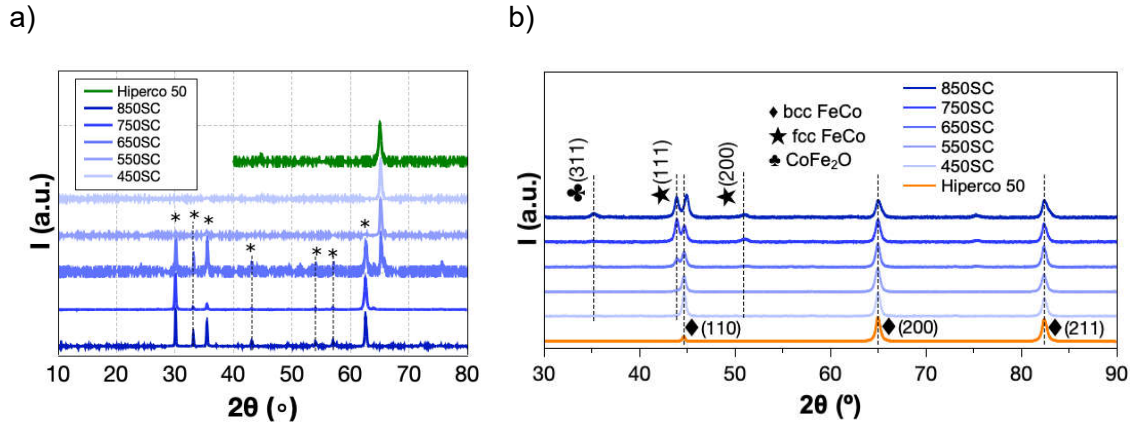 a)
Hiperco 50
850SC
750SC
650SC
550SC
450SC
* * *
*
* *
*
I (a.u.)
10 20 30 40 50 60 70 80
2θ (∘)
b)
850SC
750SC
650SC
550SC
450SC
Hiperco 50
♦ bcc FeCo
★ fcc FeCo
♣ CoFe₂O
♣(311)
★(111)
★(200)
♦(110)
♦(200)
♦(211)
I (a.u.)
30 40 50 60 70 80 90
2θ (º)